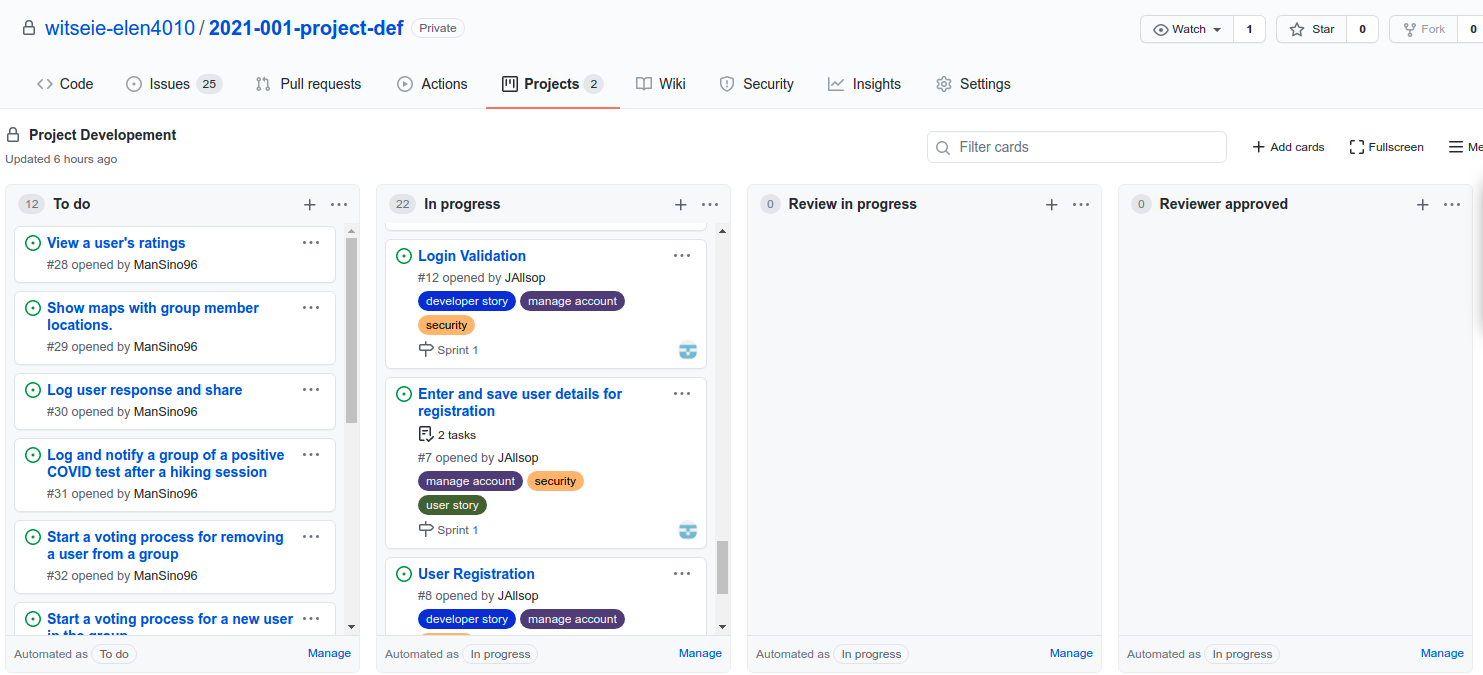 witseie-elen4010 / 2021-001-project-def Private
Watch 1 Star 0 Fork 0
Code Issues 25 Pull requests Actions Projects 2 Wiki Security Insights Settings
Project Developement
Updated 6 hours ago
Filter cards
Add cards Fullscreen
12 To do
View a user's ratings
#28 opened by ManSino96
Show maps with group member
locations.
#29 opened by ManSino96
Log user response and share
#30 opened by ManSino96
Log and notify a group of a positive
COVID test after a hiking session
#31 opened by ManSino96
Start a voting process for removing
a user from a group
#32 opened by ManSino96
Start a voting process for a new user
in the group
Automated as To do Manage
22 In progress
Login Validation
#12 opened by JAllsop
developer story manage account
security
Sprint 1
Enter and save user details for
registration
2 tasks
#7 opened by JAllsop
manage account security
user story
Sprint 1
User Registration
#8 opened by JAllsop
developer story manage account
Automated as In progress Manage
0 Review in progress
Automated as In progress Manage
0 Reviewer approved
Automated as In progress Manage